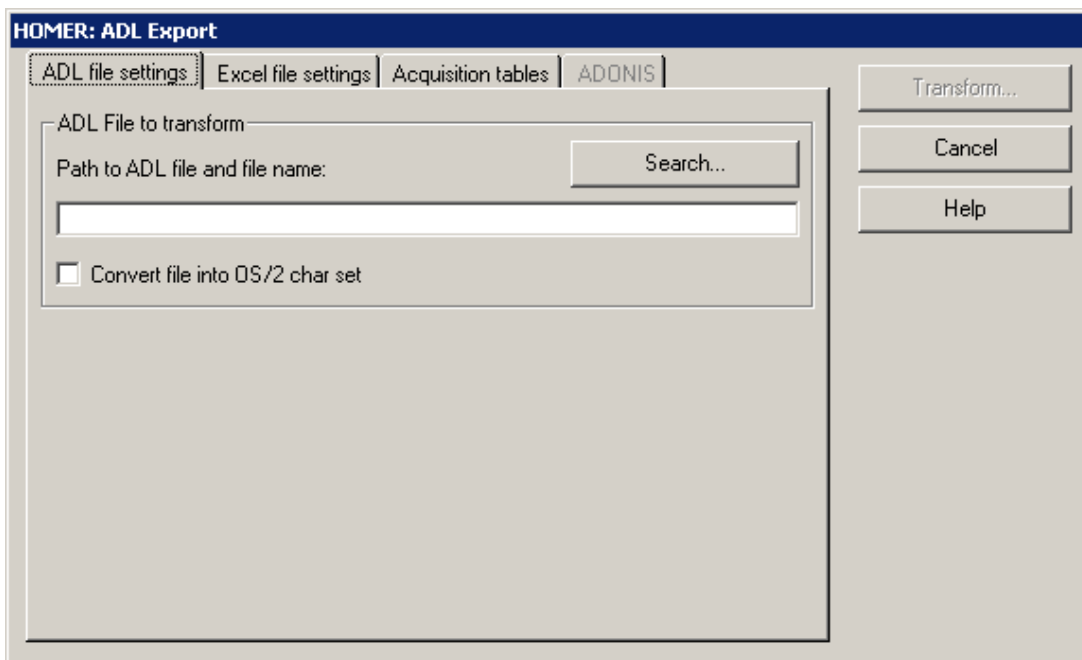 HOMER: ADL Export
ADL file settings
Excel file settings
Acquisition tables
ADONIS
Transform...
ADL File to transform
Path to ADL file and file name:
Search...
Cancel
Help
Convert file into OS/2 char set